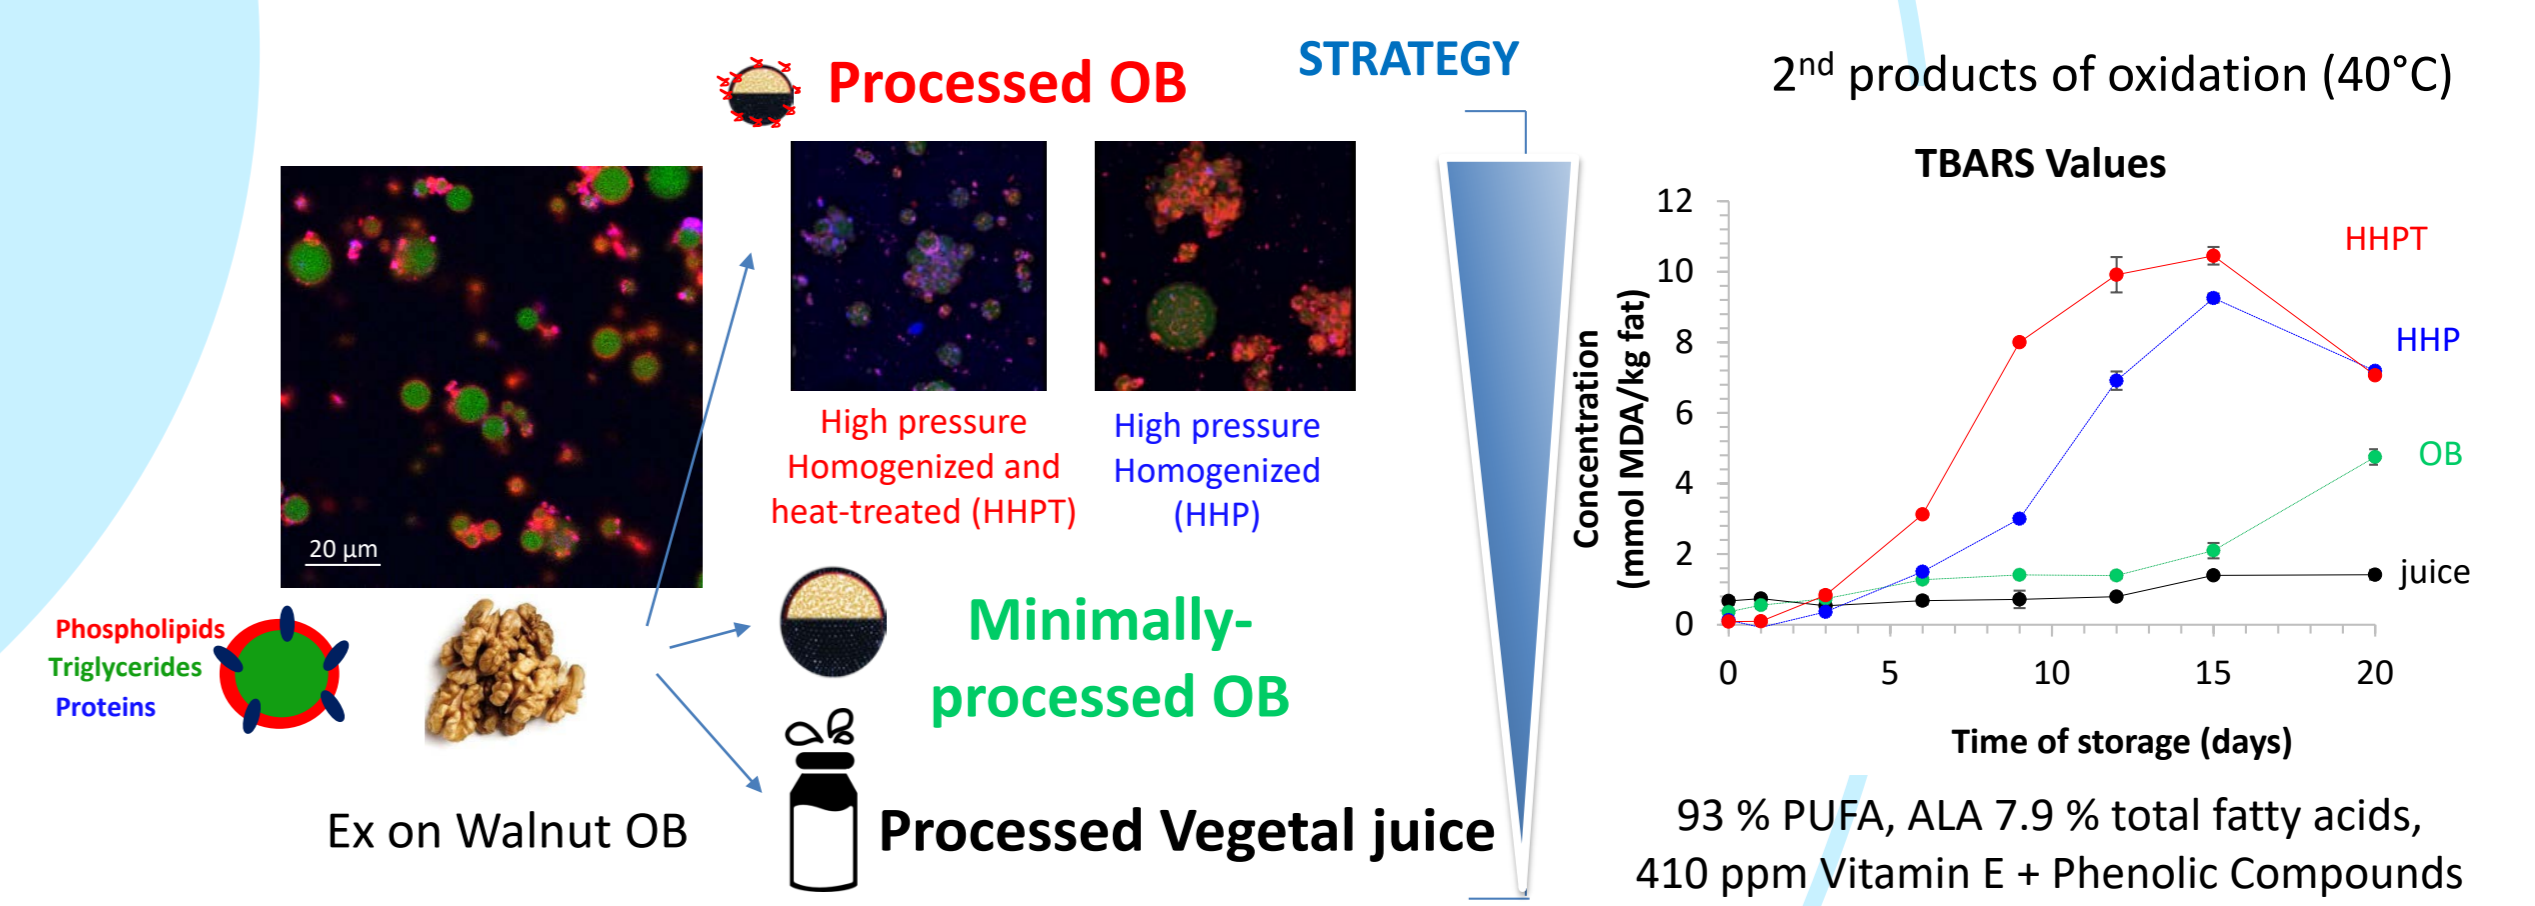 STRATEGY
Processed OB
20 µm
High pressure
Homogenized and
heat-treated (HHPT)
High pressure
Homogenized
(HHP)
Phospholipids
Triglycerides
Proteins
Ex on Walnut OB
Minimally-
processed OB
Processed Vegetal juice
2nd products of oxidation (40°C)
TBARS Values
Concentration
(mmol MDA/kg fat)
12
10
8
6
4
2
0
HHPT
HHP
OB
juice
0 5 10 15 20
Time of storage (days)
93 % PUFA, ALA 7.9 % total fatty acids,
410 ppm Vitamin E + Phenolic Compounds